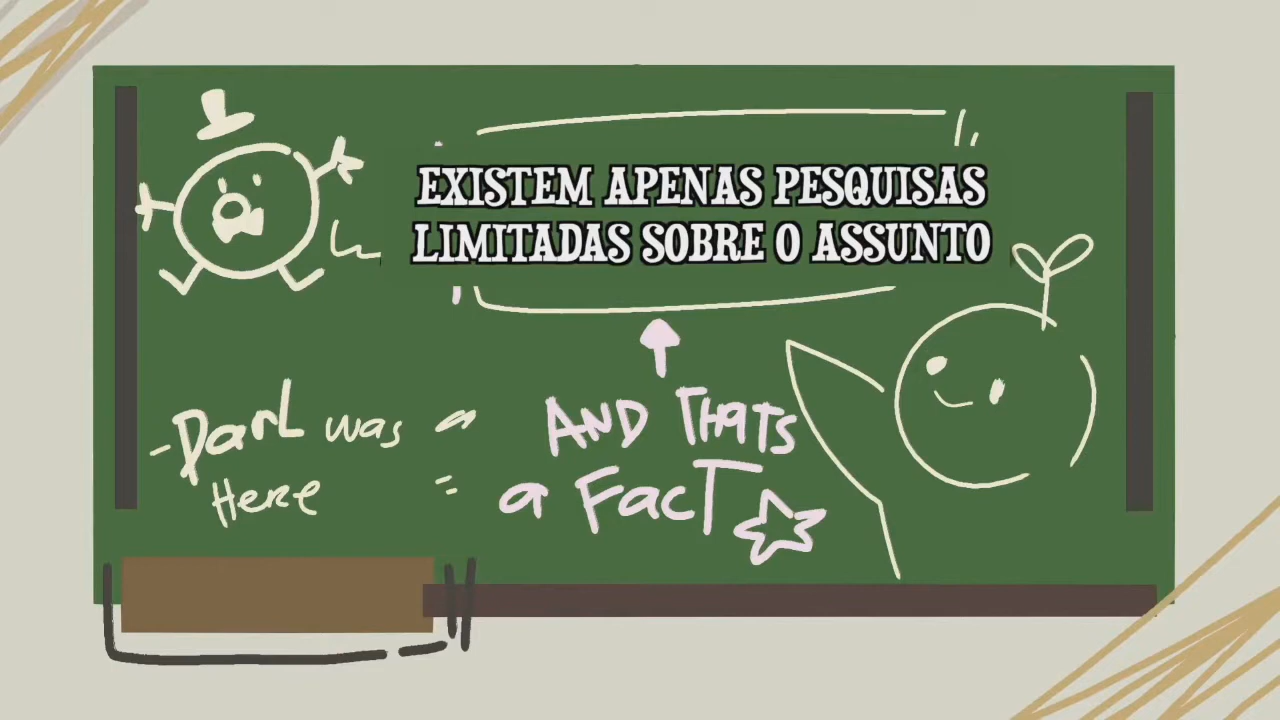 EXISTEM APENAS PESQUISAS
LIMITADAS SOBRE O ASSUNTO
AND THATS
a FACT
-Darl was
Here